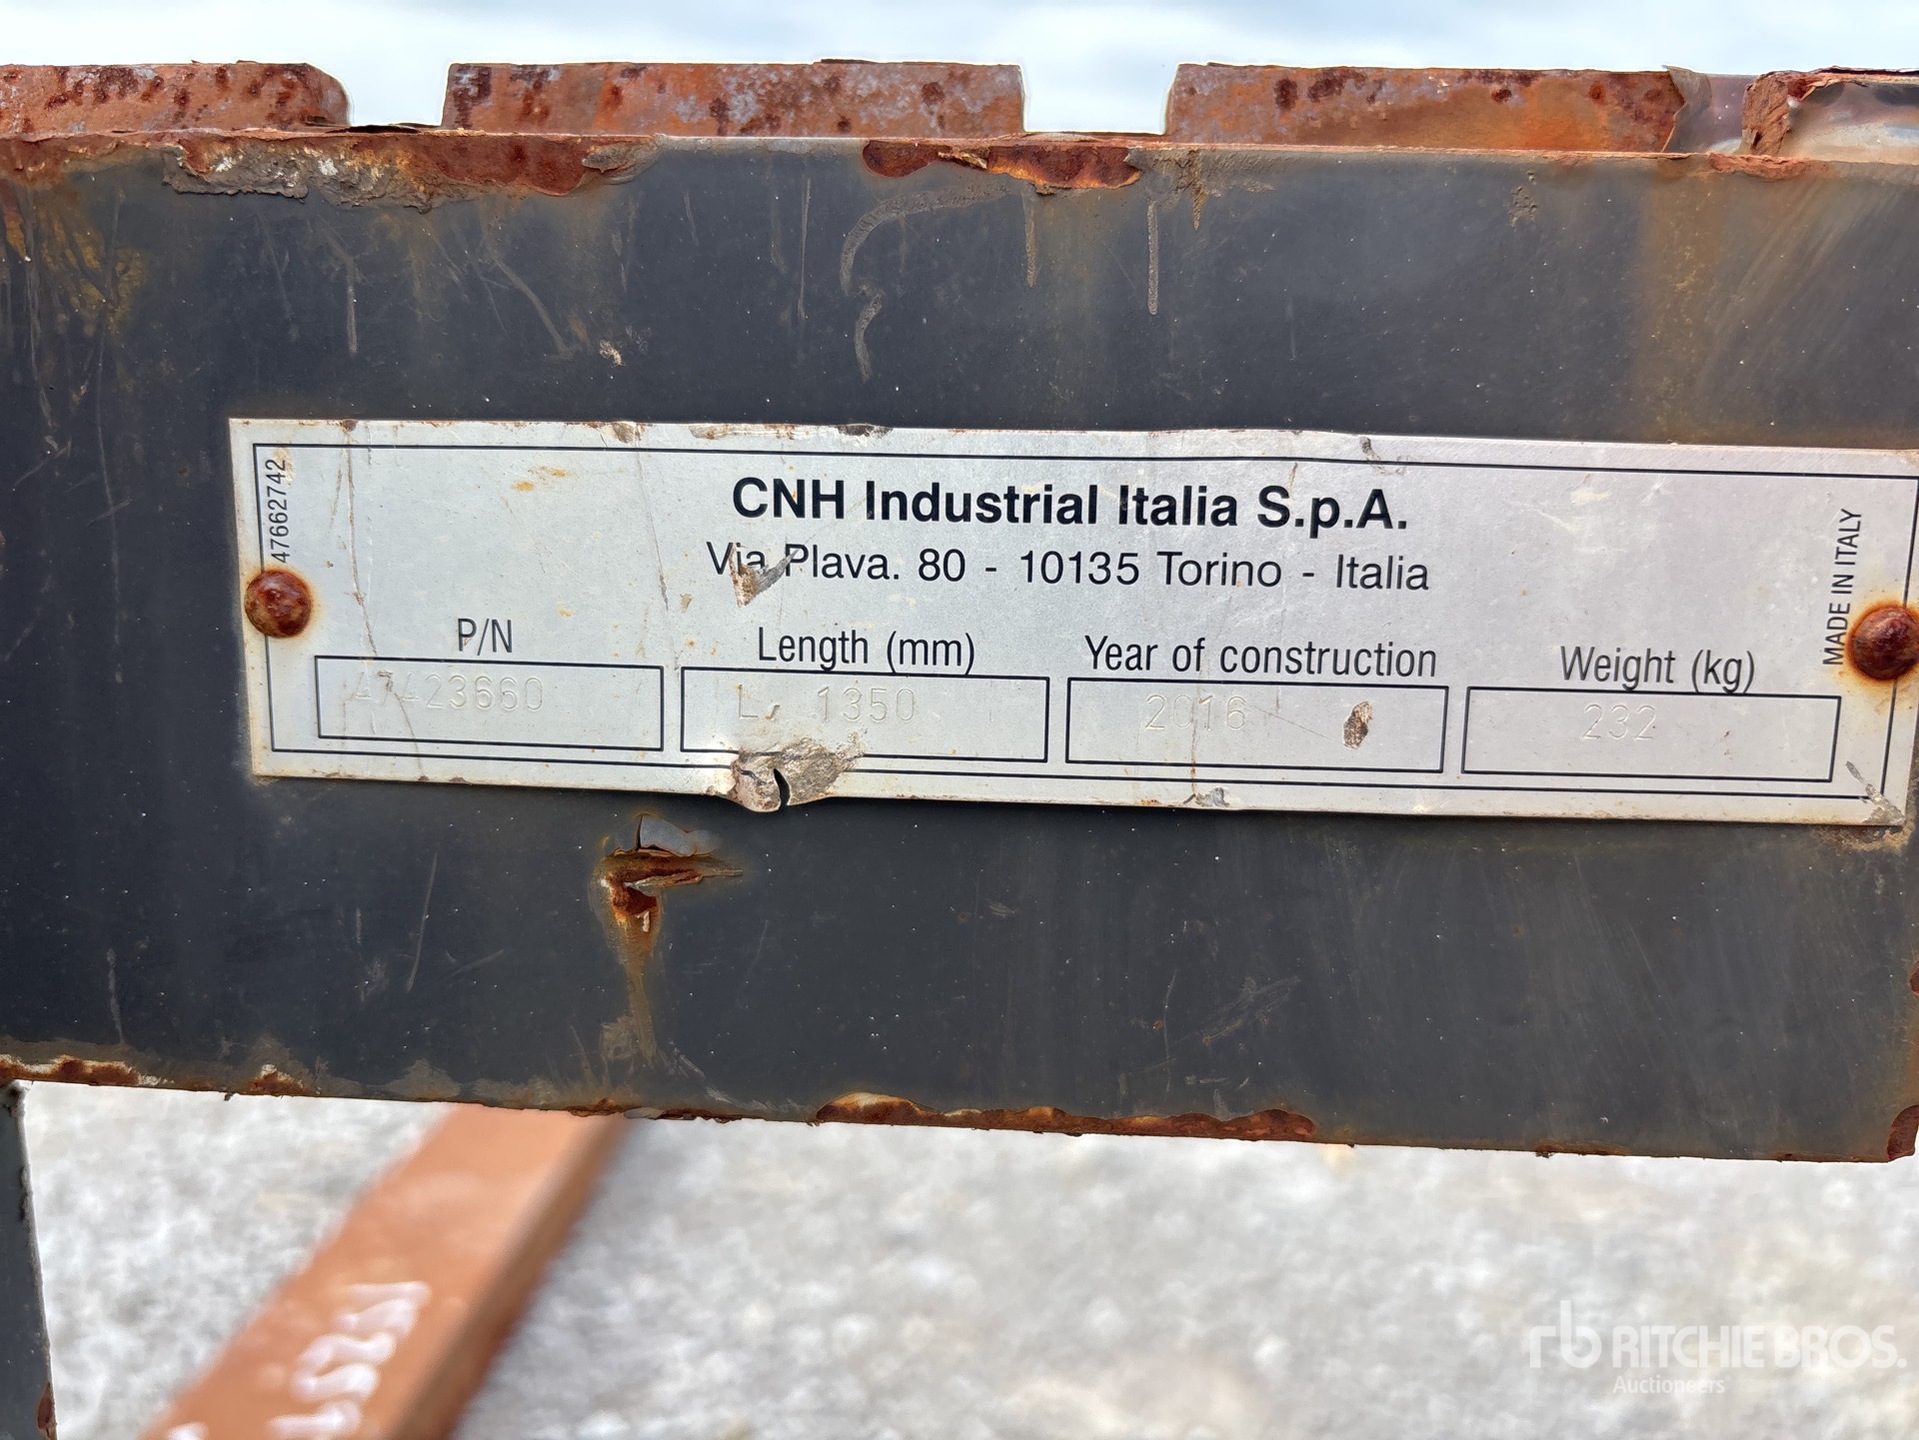 47662742
CNH Industrial Italia S.p.A.
Via Plava. 80 - 10135 Torino - Italia
MADE IN ITALY
P/N Length (mm) Year of construction Weight (kg)
47423660 L. 1350 2016 232
rb RITCHIE BROS.
Auctioneers